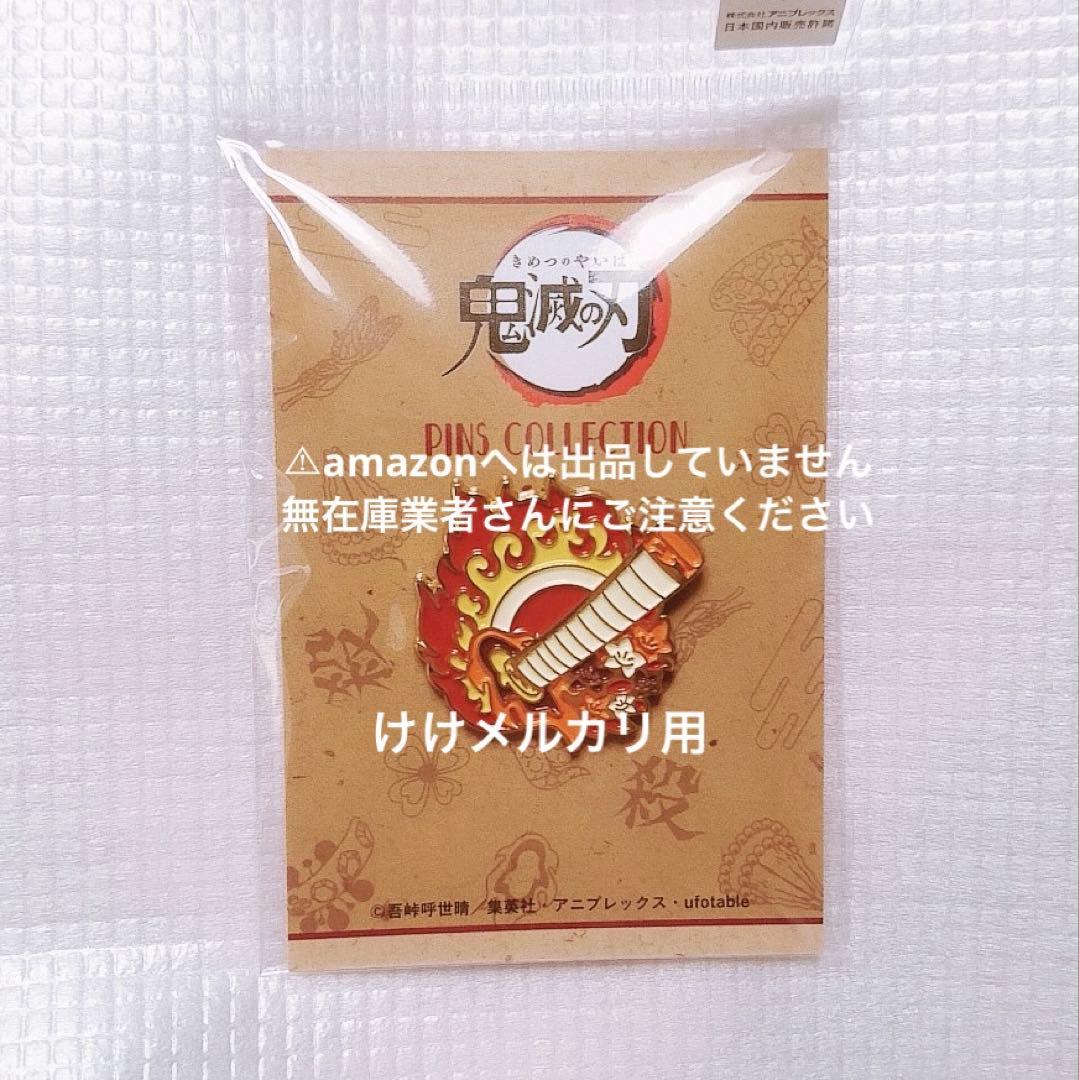 株式会社アニプレックス
日本国内販売許諾
きめつのやいば
鬼滅の刃
PINS COLLECTION
⚠amazonへは出品していません
無在庫業者さんにご注意ください
殺
けけメルカリ用
殺
©吾峠呼世晴／集英社・アニプレックス・ufotable